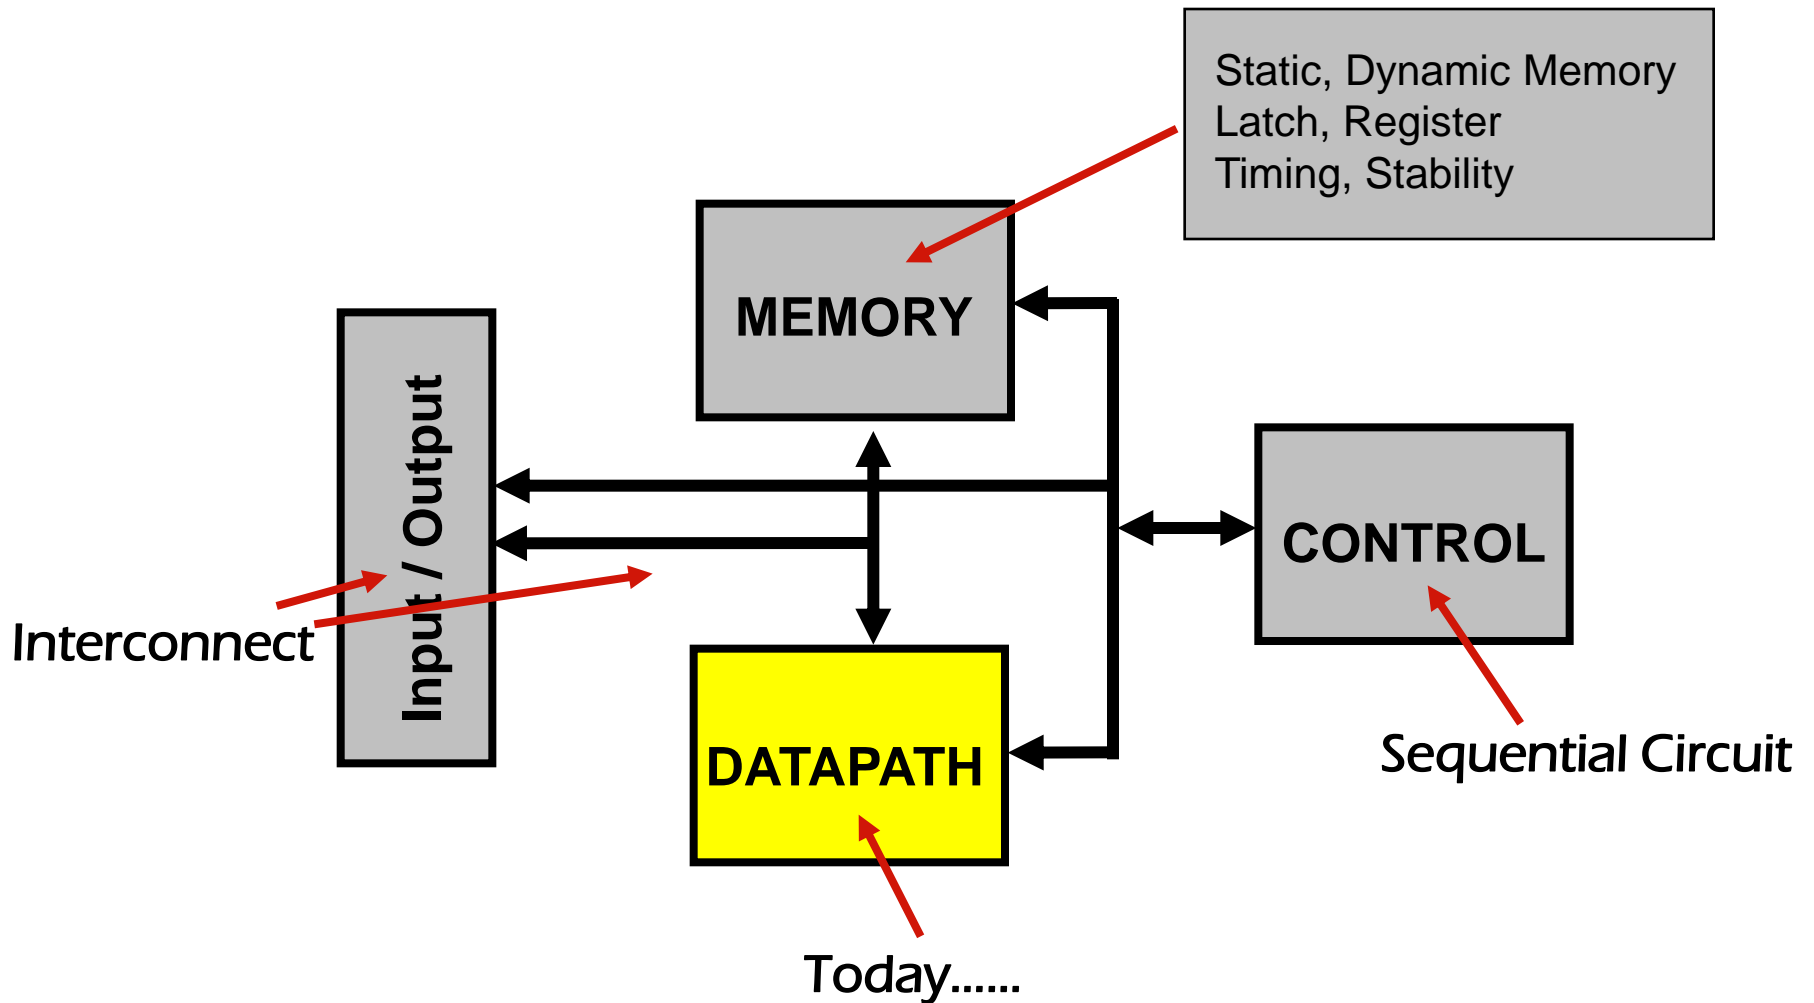 Static, Dynamic Memory
Latch, Register
Timing, Stability
MEMORY
Input / Output
CONTROL
Interconnect
DATAPATH
Sequential Circuit
Today......